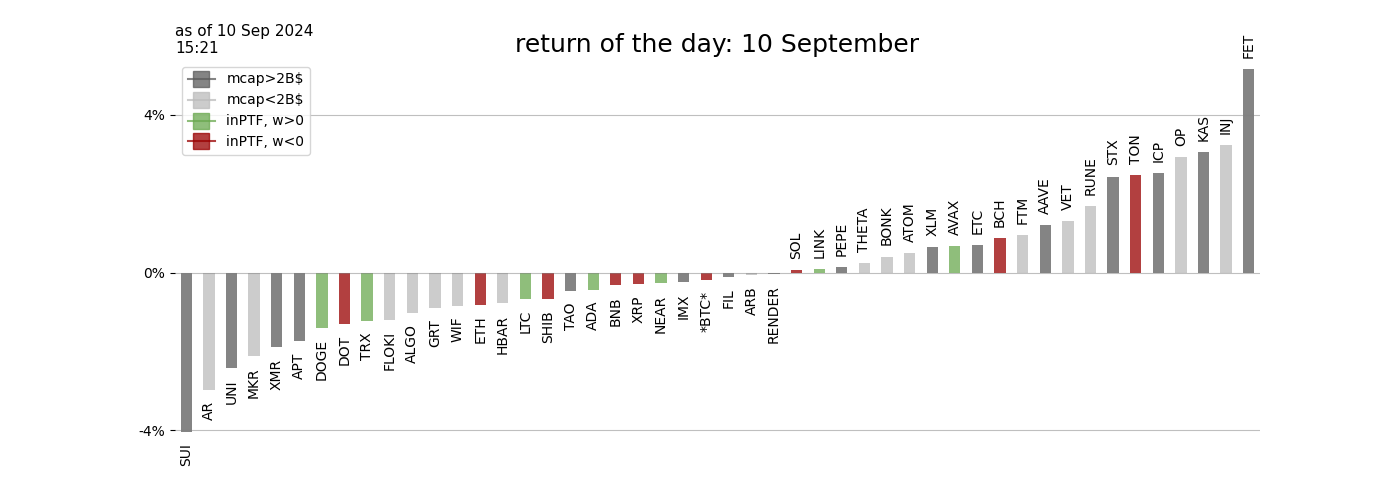 as of 10 Sep 2024
15:21
return of the day: 10 September
mcap>2B$
mcap<2B$
inPTF, w>0
inPTF, w<0
4%
0%
-4%
SUI
AR
UNI
MKR
XMR
APT
DOGE
DOT
TRX
FLOKI
ALGO
GRT
WIF
ETH
HBAR
LTC
SHIB
TAO
ADA
BNB
XRP
NEAR
IMX
*BTC*
FIL
ARB
RENDER
SOL
LINK
PEPE
THETA
BONK
ATOM
XLM
AVAX
ETC
BCH
FTM
AAVE
VET
RUNE
STX
TON
ICP
OP
KAS
INJ
FET